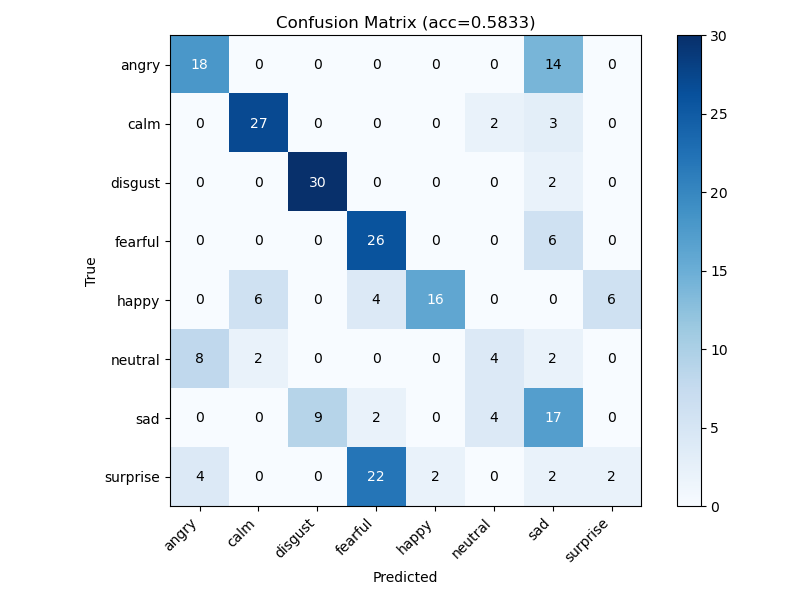 Confusion Matrix (acc=0.5833)
angry 18 0 0 0 0 0 14 0
calm 0 27 0 0 0 2 3 0
disgust 0 0 30 0 0 0 2 0
fearful 0 0 0 26 0 0 6 0
happy 0 6 0 4 16 0 0 6
neutral 8 2 0 0 0 4 2 0
sad 0 0 9 2 0 4 17 0
surprise 4 0 0 22 2 0 2 2
True
angry calm disgust fearful happy neutral sad surprise
Predicted
30
25
20
15
10
5
0